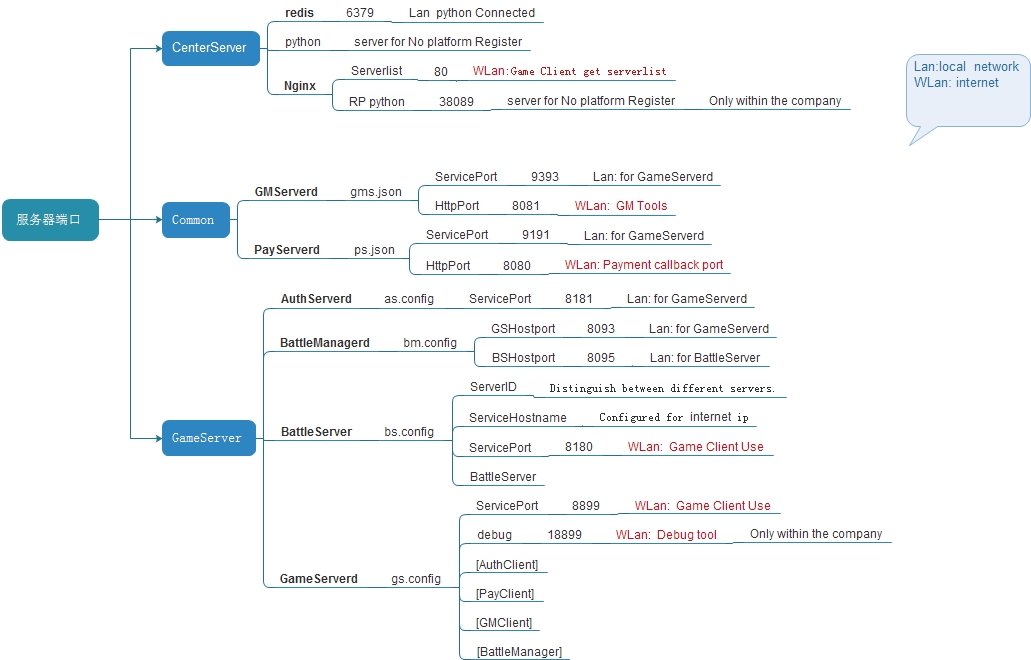 redis 6379 Lan python Connected
CenterServer
python server for No platform Register
Serverlist 80 WLan:Game Client get serverlist
Nginx
RP python 38089 server for No platform Register Only within the company
Lan:local network
WLan: internet
服务器端口
Common
ServicePort 9393 Lan: for GameServerd
GMServerd gms.json
HttpPort 8081 WLan: GM Tools
ServicePort 9191 Lan: for GameServerd
PayServerd ps.json
HttpPort 8080 WLan: Payment callback port
GameServer
AuthServerd as.config ServicePort 8181 Lan: for GameServerd
GSHostport 8093 Lan: for GameServerd
BattleManagerd bm.config
BSHostport 8095 Lan: for BattleServer
ServerID Distinguish between different servers.
ServiceHostname Configured for internet ip
BattleServer bs.config
ServicePort 8180 WLan: Game Client Use
BattleServer
ServicePort 8899 WLan: Game Client Use
debug 18899 WLan: Debug tool Only within the company
[AuthClient]
GameServerd gs.config
[PayClient]
[GMClient]
[BattleManager]